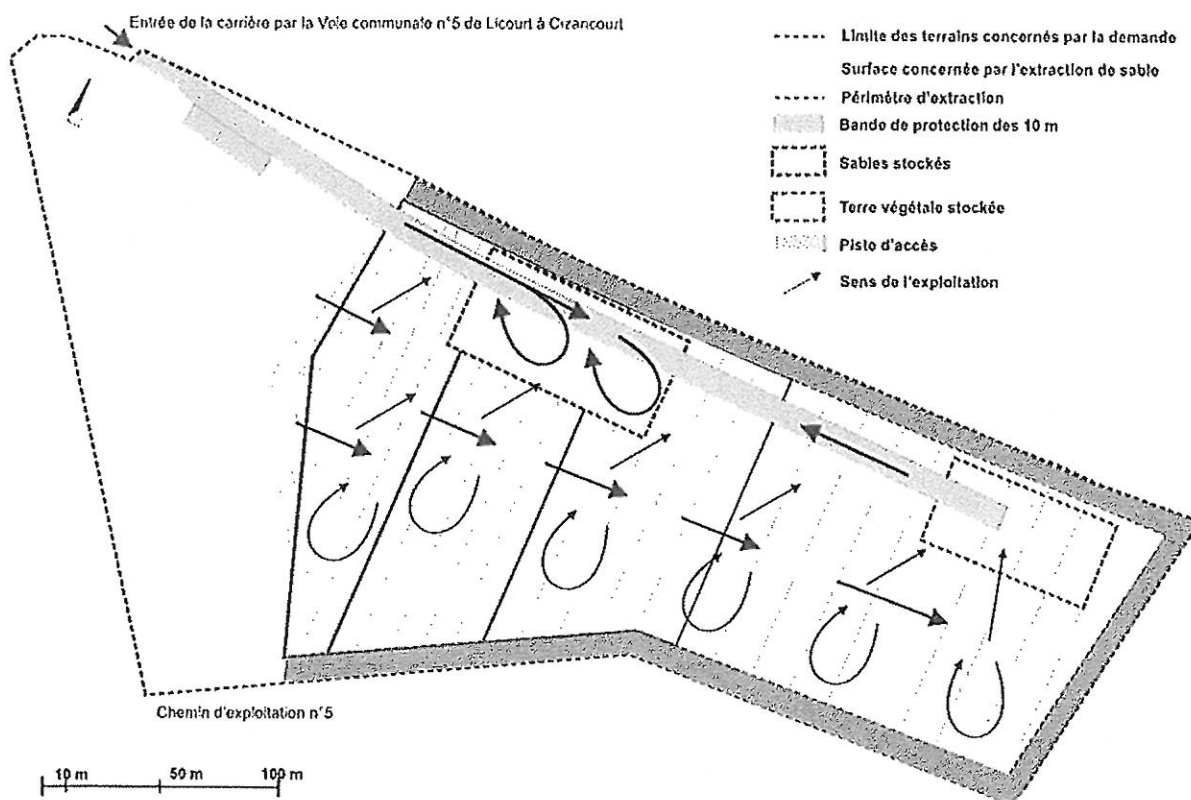 Entrée de la carrière par la Voie communale n°5 de Licourt à Cizancourt
Limite des terrains concernés par la demande
Surface concernée par l'extraction de sable
Périmètre d'extraction
Bande de protection des 10 m
Sables stockés
Terre végétale stockée
Piste d'accès
Sens de l'exploitation
Chemin d'exploitation n°5
10 m 50 m 100 m